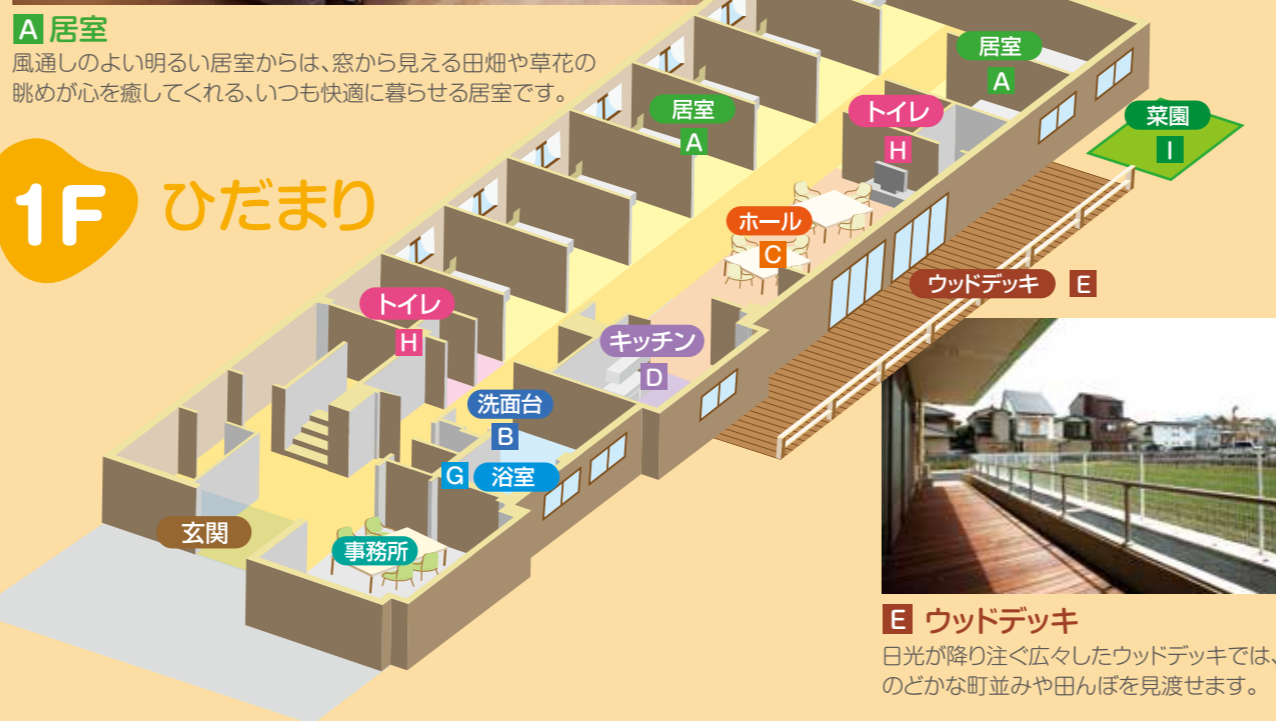 A 居室
風通しのよい明るい居室からは、窓から見える田畑や草花の
眺めが心を癒してくれる、いつも快適に暮らせる居室です。
1F ひだまり
居室
A
居室
A
トイレ
H
菜園
I
ホール
C
ウッドデッキ E
トイレ
H
キッチン
D
洗面台
B
G 浴室
玄関
事務所
E ウッドデッキ
日光が降り注ぐ広々したウッドデッキでは、
のどかな町並みや田んぼを見渡せます。